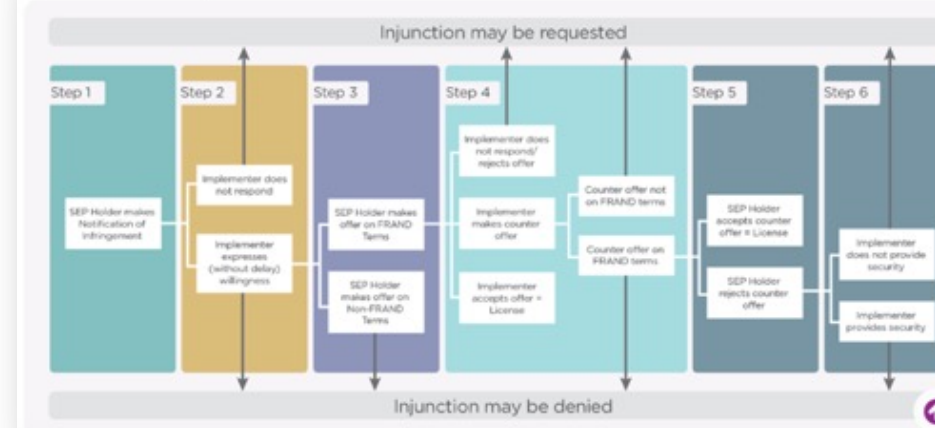 Injunction may be requested
Step 1
Step 2
Step 3
Step 4
Step 5
Step 6
SEP Holder makes
Notification of
Infringement
Implementer does
not respond
Implementer
expresses
(without delay)
willingness
SEP Holder makes
offer on FRAND
Terms
SEP Holder
makes offer on
Non-FRAND
Terms
Implementer does
not respond/
rejects offer
Implementer
makes counter
offer
Implementer
accepts offer =
License
Counter offer not
on FRAND terms
Counter offer on
FRAND terms
SEP Holder
accepts counter
offer = License
SEP Holder
rejects counter
offer
Implementer
does not provide
security
Implementer
provides security
Injunction may be denied